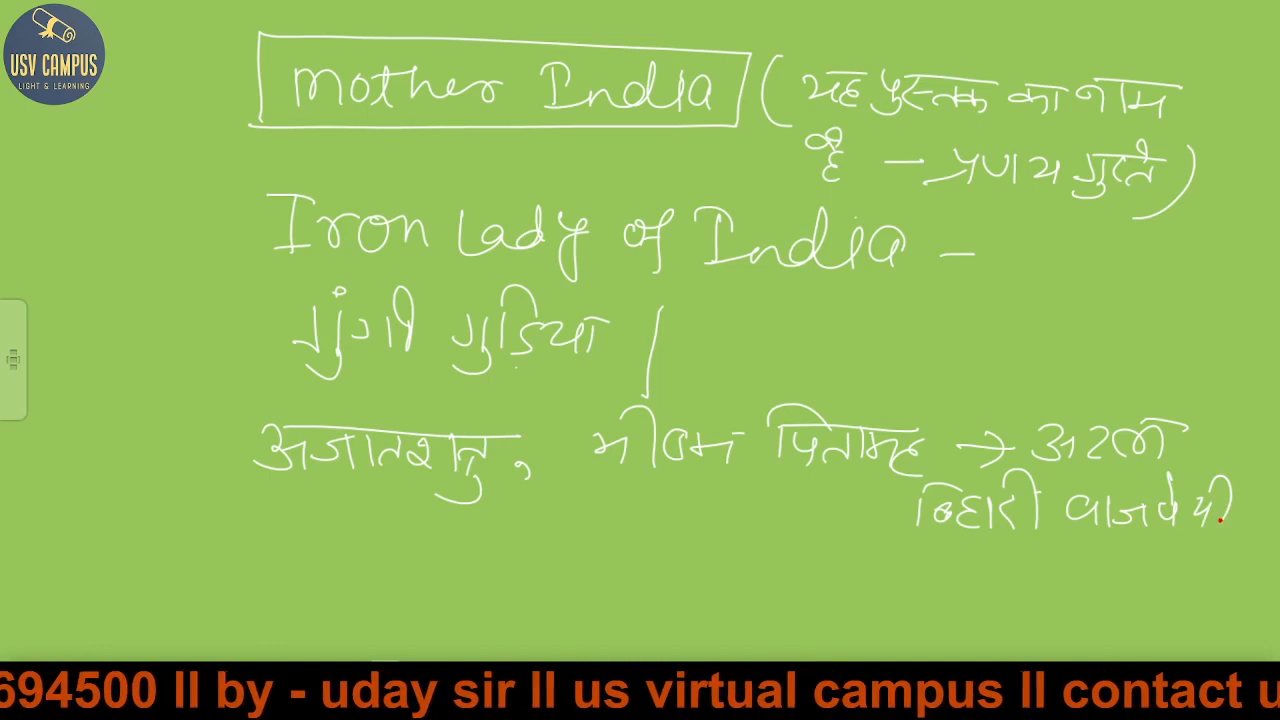 USV CAMPUS
LIGHT & LEARNING
Mother India (यह पुस्तक का नाम
है - प्रणय गुप्ते)
Iron Lady of India -
गुंगी गुड़िया |
अजातशत्रु, भीष्म पितामह → अटल
बिहारी वाजपेयी
694500 ll by - uday sir ll us virtual campus ll contact u